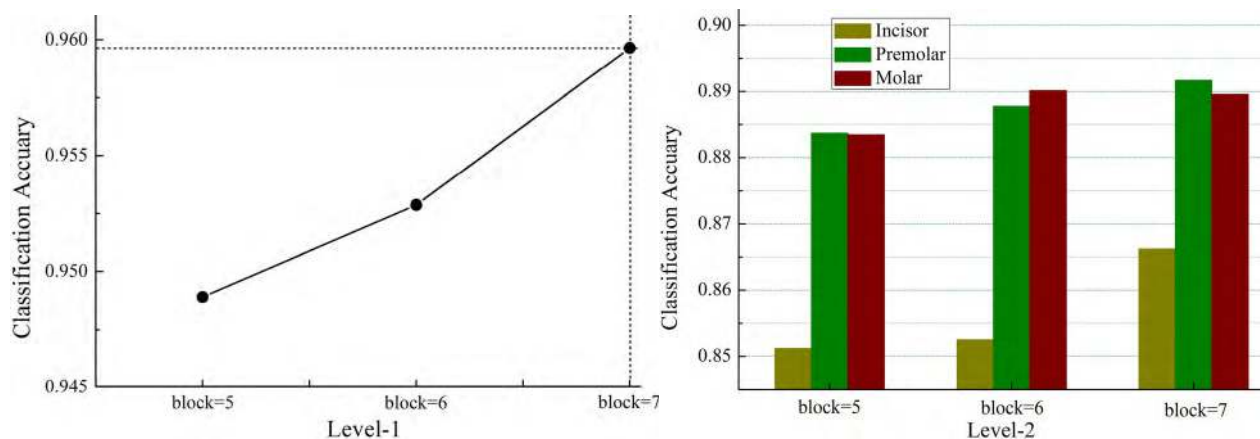 Classification Accuary
0.960
0.955
0.950
0.945
block=5
block=6
block=7
Level-1
Classification Accuary
0.90
0.89
0.88
0.87
0.86
0.85
Incisor
Premolar
Molar
block=5
block=6
block=7
Level-2